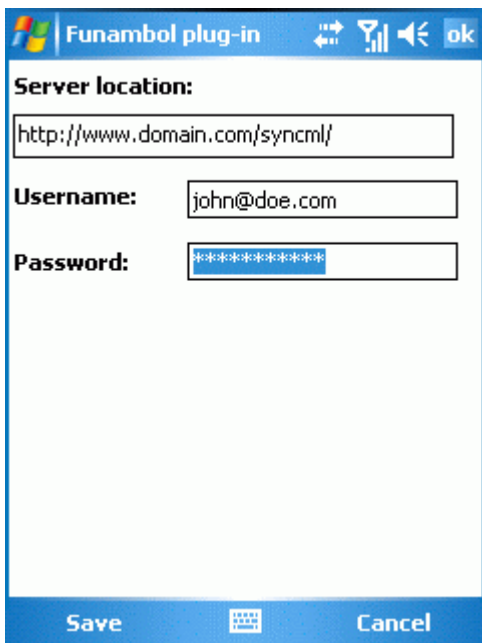 Funambol plug-in ok
Server location:
http://www.domain.com/syncml/
Username: john@doe.com
Password: ***********
Save Cancel